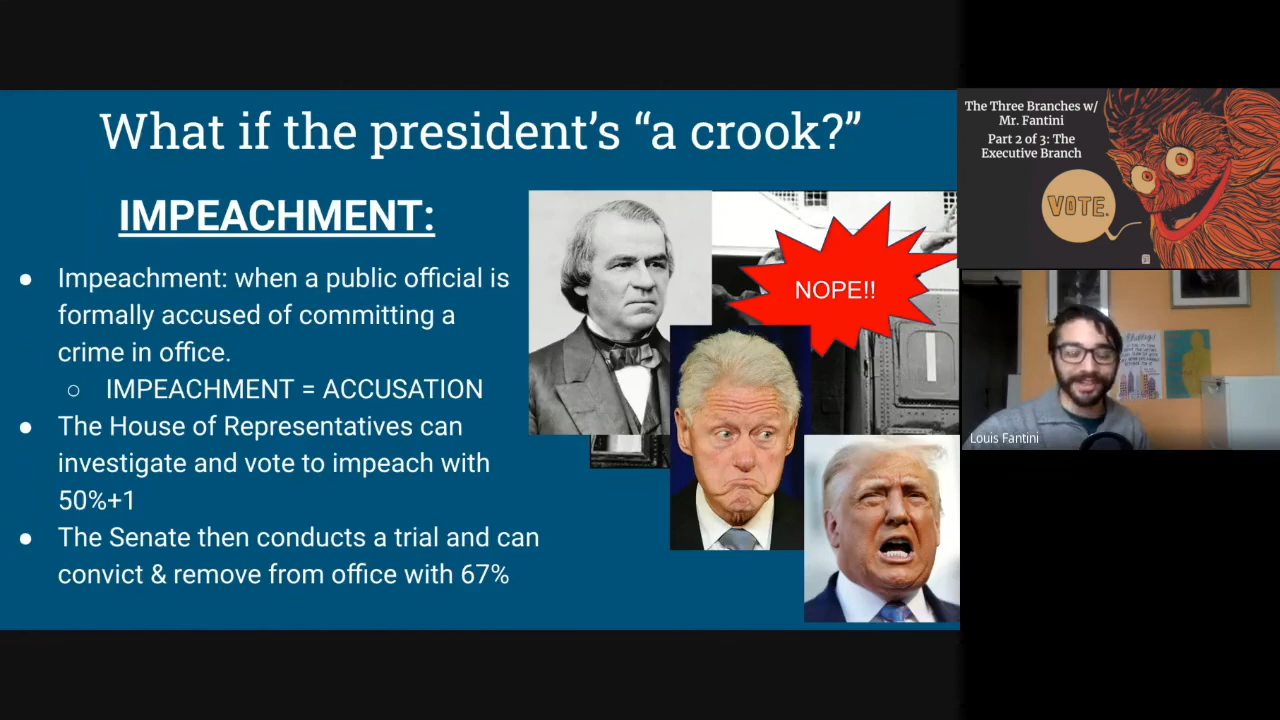 What if the president's “a crook?”
IMPEACHMENT:
● Impeachment: when a public official is
formally accused of committing a
crime in office.
○ IMPEACHMENT = ACCUSATION
● The House of Representatives can
investigate and vote to impeach with
50%+1
● The Senate then conducts a trial and can
convict & remove from office with 67%
NOPE!!
The Three Branches w/
Mr. Fantini
Part 2 of 3: The
Executive Branch
VOTE.
Louis Fantini